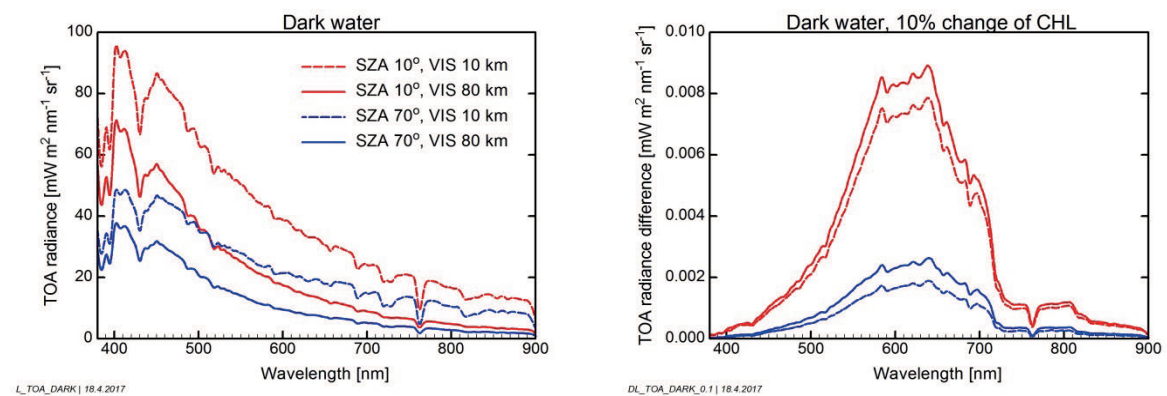 Dark water
TOA radiance [mW m² nm⁻¹ sr⁻¹]
100
80
60
40
20
0
SZA 10°, VIS 10 km
SZA 10°, VIS 80 km
SZA 70°, VIS 10 km
SZA 70°, VIS 80 km
400 500 600 700 800 900
Wavelength [nm]
L_TOA_DARK | 18.4.2017
Dark water, 10% change of CHL
TOA radiance difference [mW m² nm⁻¹ sr⁻¹]
0.010
0.008
0.006
0.004
0.002
0.000
400 500 600 700 800 900
Wavelength [nm]
DL_TOA_DARK_0.1 | 18.4.2017